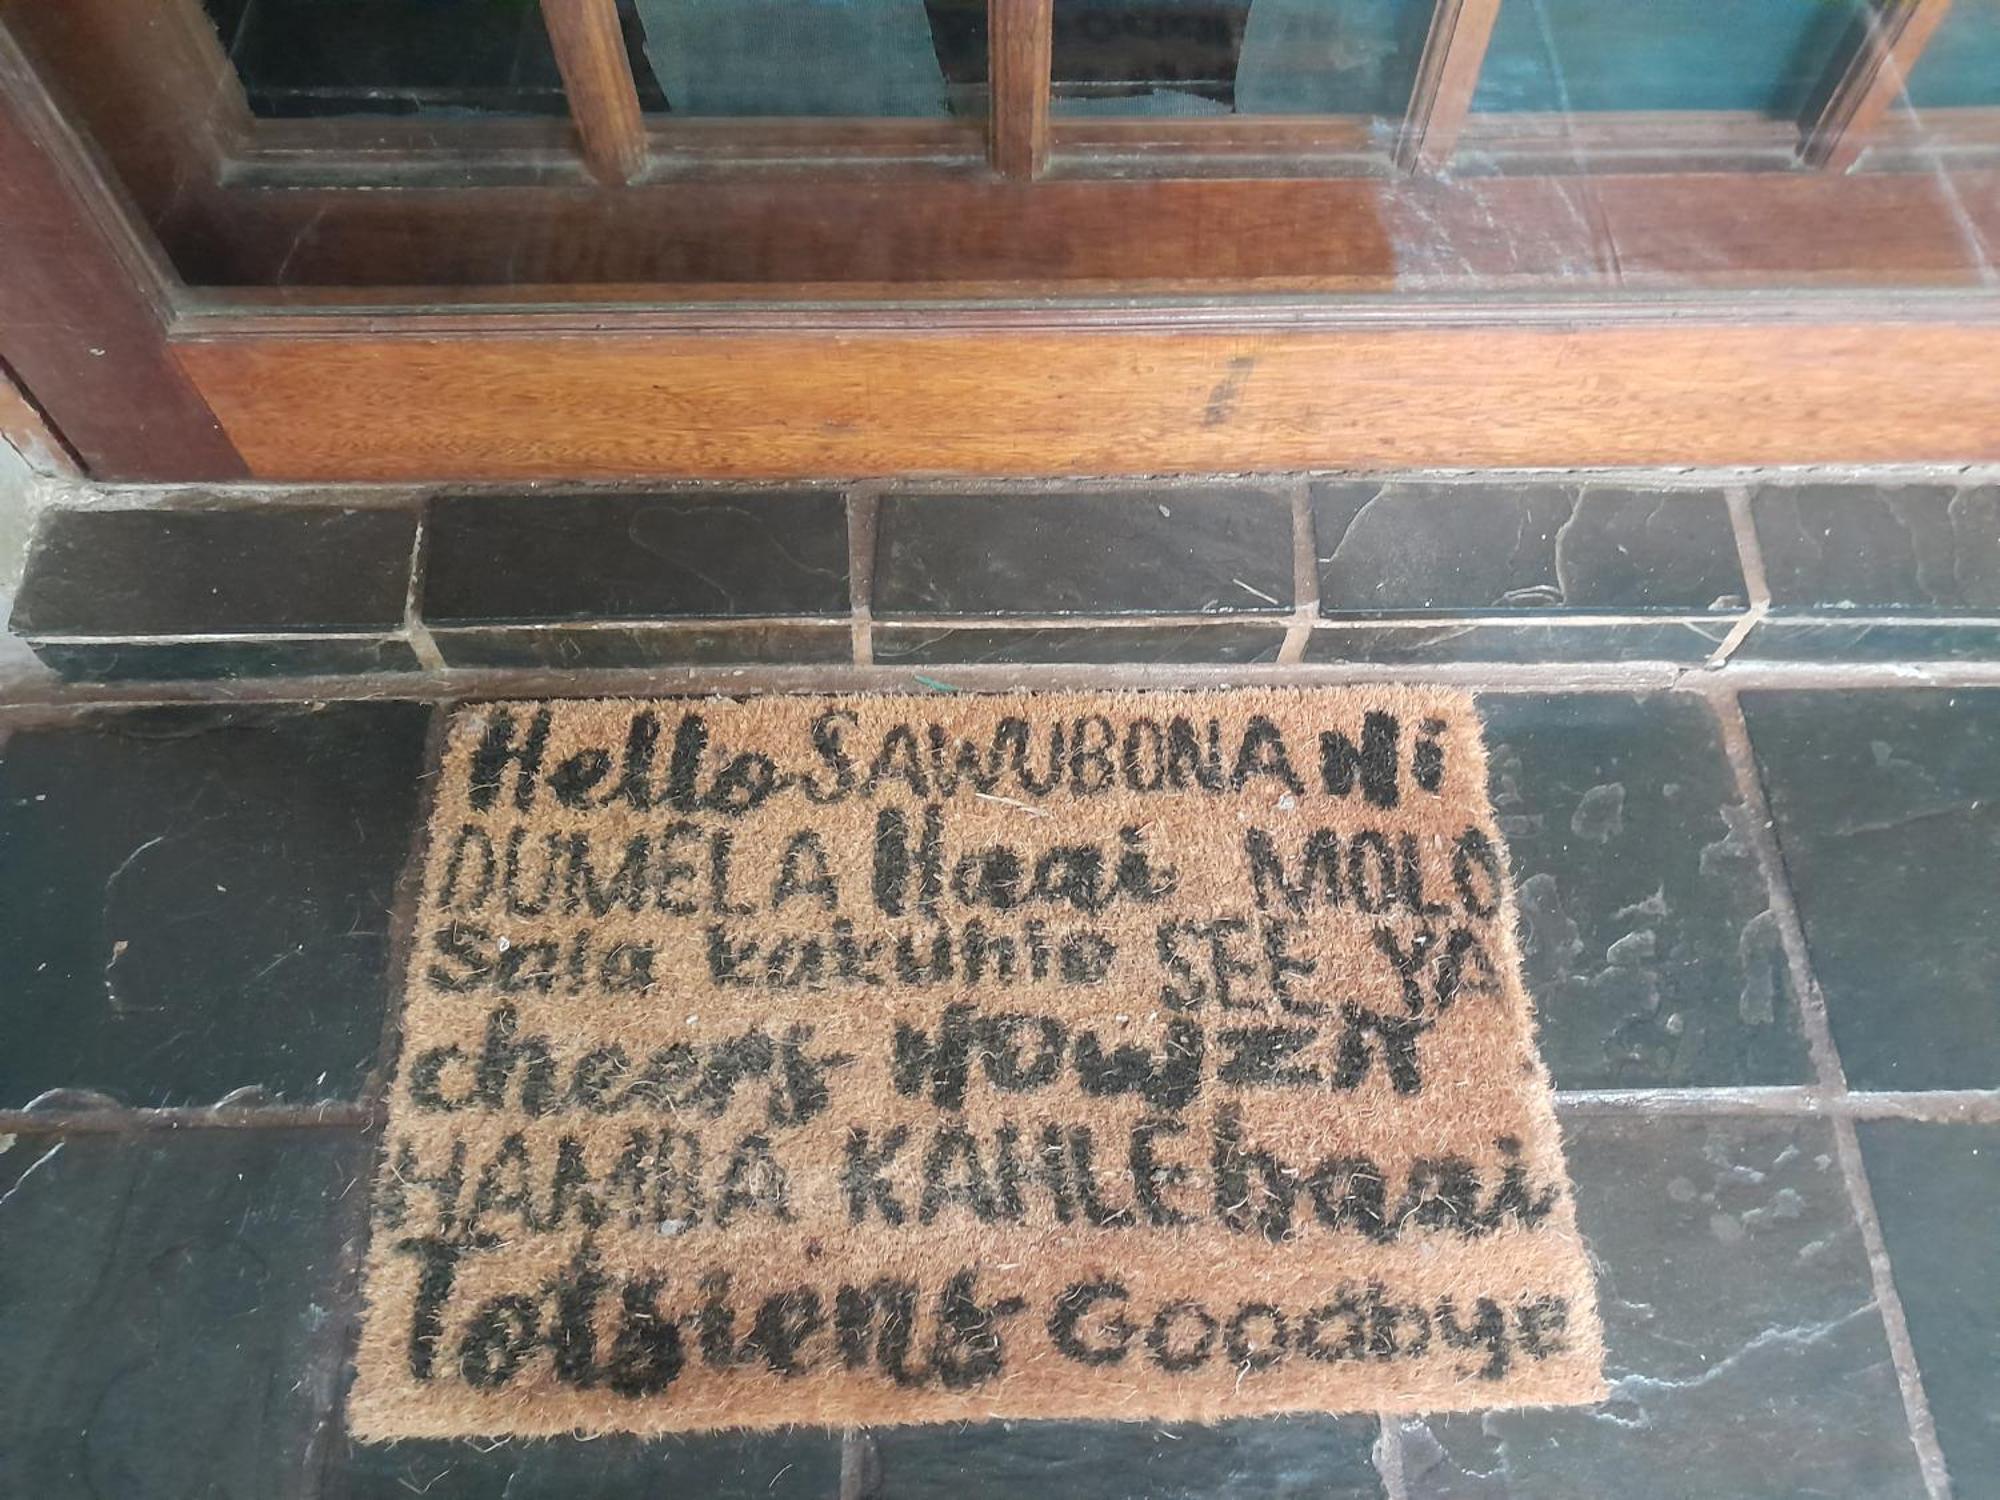 Hello SAWUBONA Hi
DUMELA Haai MOLO
Sala kakuhle SEE YA
cheers HOWZIT
HAMBA KAHLE baai
Totsiens Goodbye